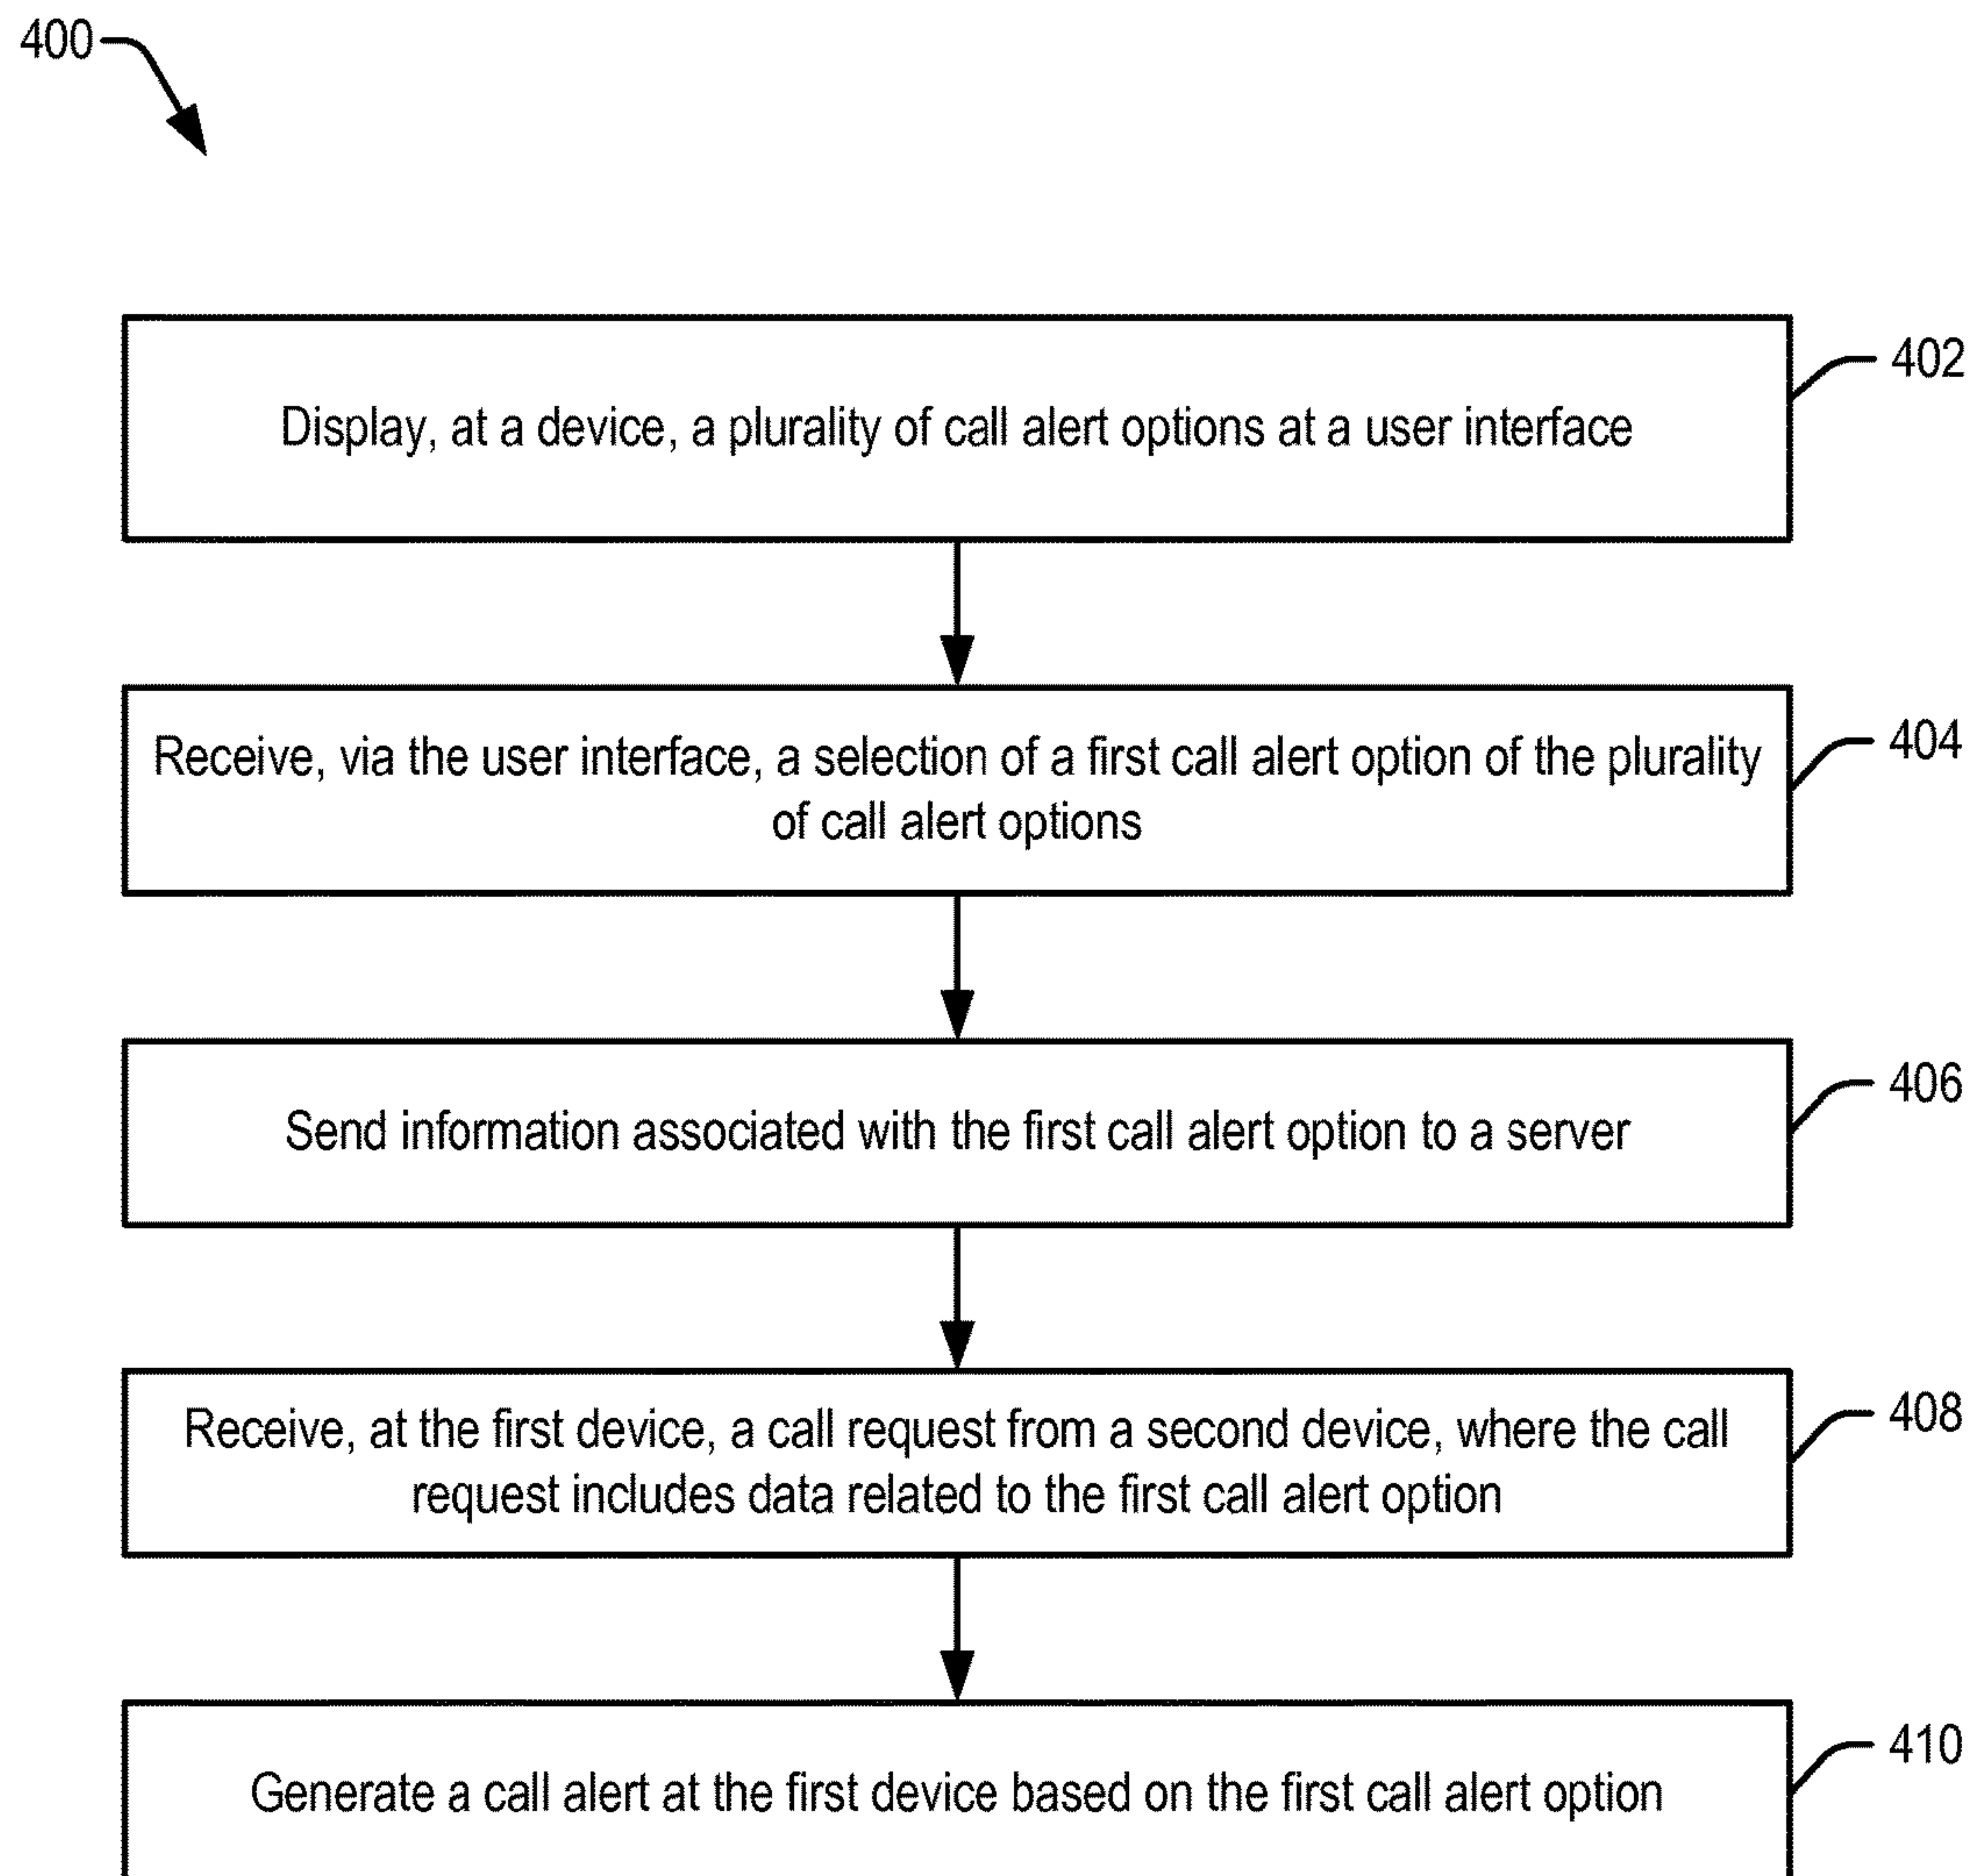 400
402
Display, at a device, a plurality of call alert options at a user interface
404
Receive, via the user interface, a selection of a first call alert option of the plurality
of call alert options
406
Send information associated with the first call alert option to a server
408
Receive, at the first device, a call request from a second device, where the call
request includes data related to the first call alert option
410
Generate a call alert at the first device based on the first call alert option